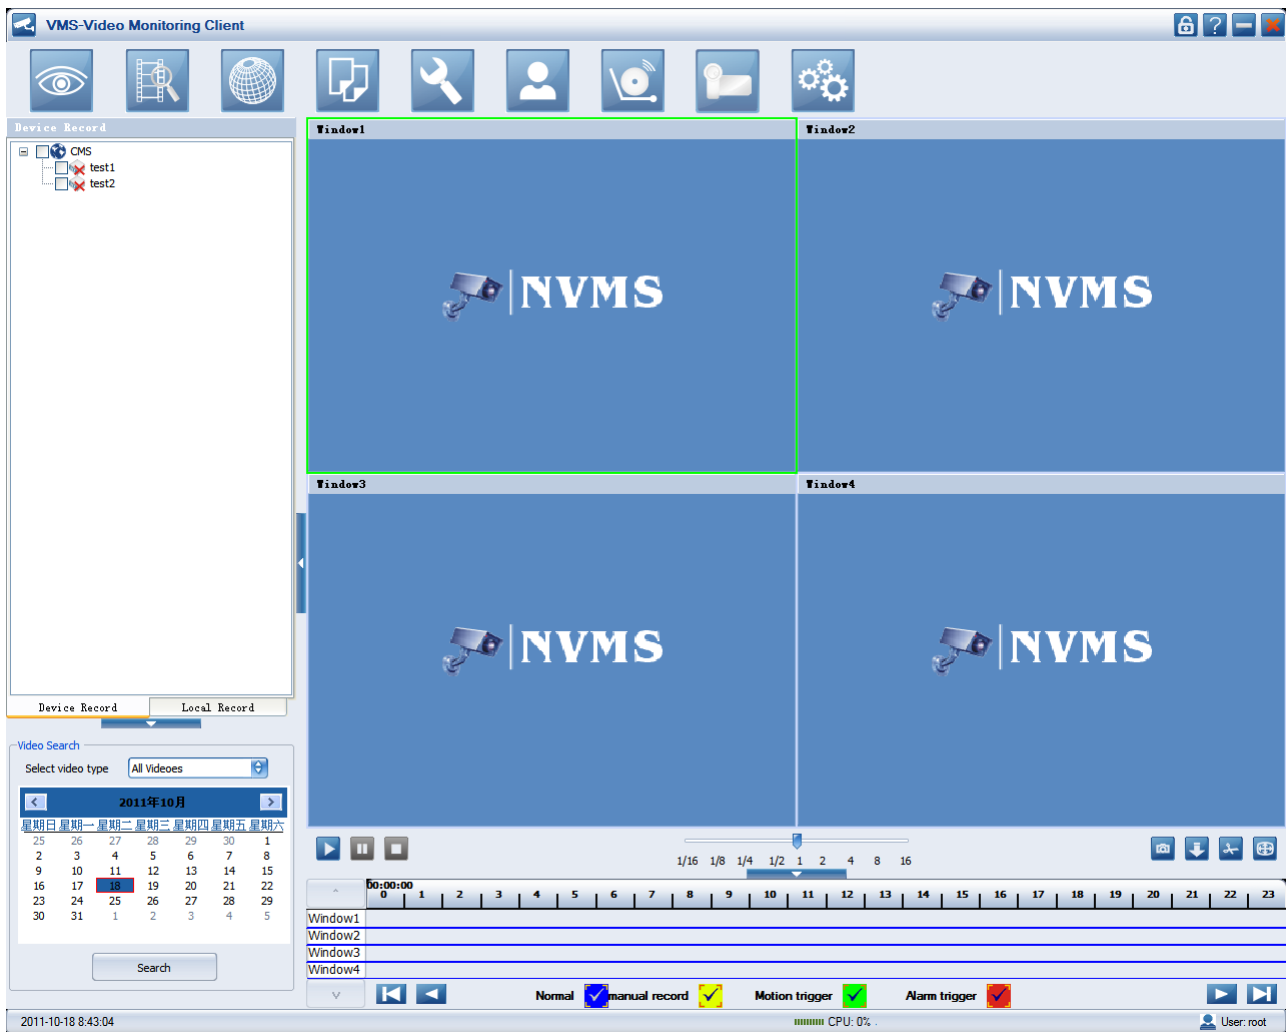 VMS-Video Monitoring Client
Device Record
CMS
test1
test2
Window1
Window2
NVMS
NVMS
Window3
Window4
NVMS
NVMS
Device Record Local Record
Video Search
Select video type All Videoes
2011年10月
星期日 星期一 星期二 星期三 星期四 星期五 星期六
25 26 27 28 29 30 1
2 3 4 5 6 7 8
9 10 11 12 13 14 15
16 17 18 19 20 21 22
23 24 25 26 27 28 29
30 31 1 2 3 4 5
Search
1/16 1/8 1/4 1/2 1 2 4 8 16
00:00:00
0 1 2 3 4 5 6 7 8 9 10 11 12 13 14 15 16 17 18 19 20 21 22 23
Window1
Window2
Window3
Window4
Normal manual record Motion trigger Alarm trigger
2011-10-18 8:43:04 CPU: 0% User: root